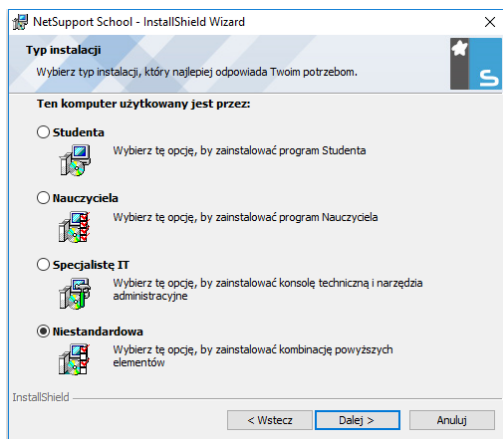 NetSupport School - InstallShield Wizard
Typ instalacji
Wybierz typ instalacji, który najlepiej odpowiada Twoim potrzebom.
S
Ten komputer użytkowany jest przez:
Studenta
Wybierz tę opcję, by zainstalować program Studenta
Nauczyciela
Wybierz tę opcję, by zainstalować program Nauczyciela
Specjalistę IT
Wybierz tę opcję, by zainstalować konsolę techniczną i narzędzia
administracyjne
Niestandardowa
Wybierz tę opcję, by zainstalować kombinację powyższych
elementów
InstallShield
< Wstecz
Dalej >
Anuluj